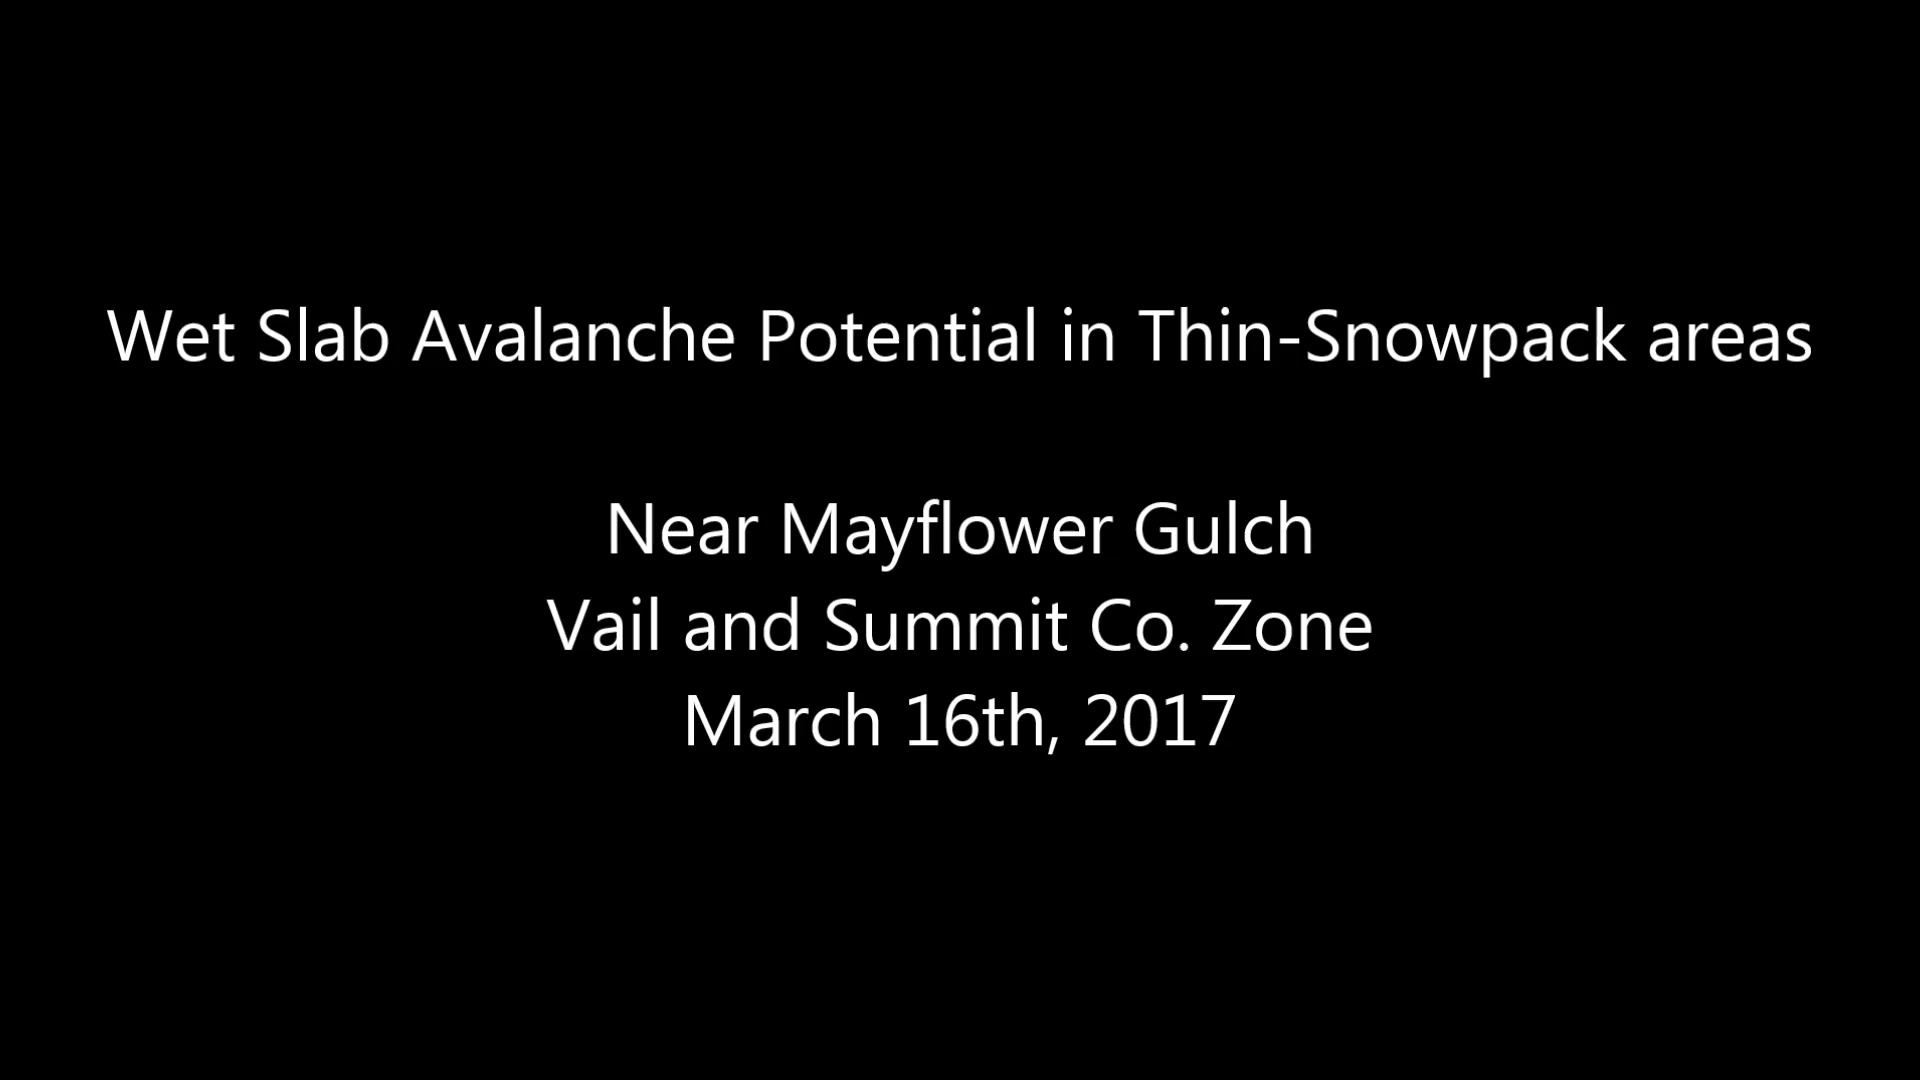 Wet Slab Avalanche Potential in Thin-Snowpack areas
Near Mayflower Gulch
Vail and Summit Co. Zone
March 16th, 2017